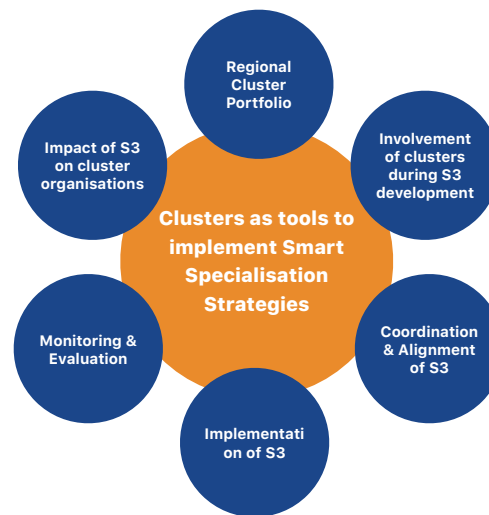 Regional
Cluster
Portfolio
Impact of S3
on cluster
organisations
Involvement
of clusters
during S3
development
Clusters as tools to
implement Smart
Specialisation
Strategies
Monitoring &
Evaluation
Coordination
& Alignment
of S3
Implementati
on of S3